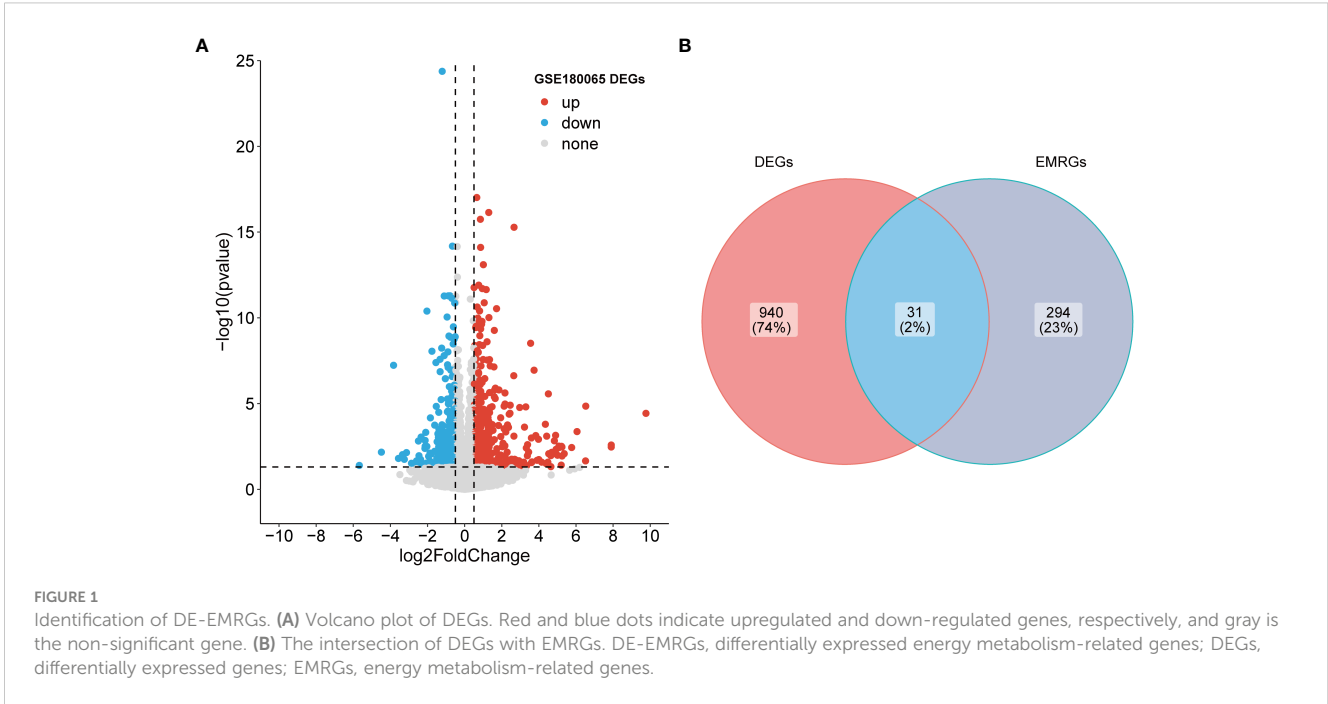 A
B
25
20
15
10
5
0
−log10(pvalue)
GSE180065 DEGs
up
down
none
−10 −8 −6 −4 −2 0 2 4 6 8 10
log2FoldChange
DEGs
EMRGs
940
(74%)
31
(2%)
294
(23%)
FIGURE 1
Identification of DE-EMRGs. (A) Volcano plot of DEGs. Red and blue dots indicate upregulated and down-regulated genes, respectively, and gray is
the non-significant gene. (B) The intersection of DEGs with EMRGs. DE-EMRGs, differentially expressed energy metabolism-related genes; DEGs,
differentially expressed genes; EMRGs, energy metabolism-related genes.